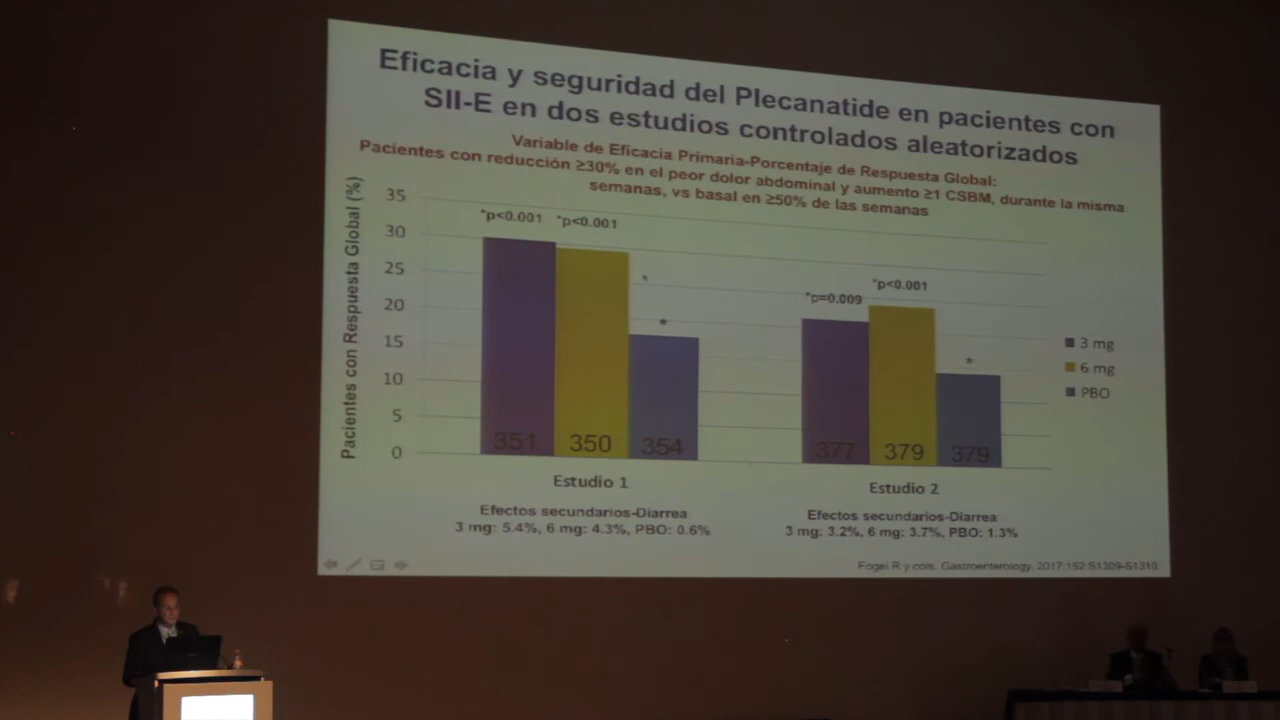 Eficacia y seguridad del Plecanatide en pacientes con
SII-E en dos estudios controlados aleatorizados
Variable de Eficacia Primaria-Porcentaje de Respuesta Global:
Pacientes con reducción ≥30% en el peor dolor abdominal y aumento ≥1 CSBM, durante la misma
semanas, vs basal en ≥50% de las semanas
Pacientes con Respuesta Global (%)
35
30
25
20
15
10
5
0
*p<0.001 *p<0.001
*
*
*p=0.009
*p<0.001
*
351 350 354
377 379 379
3 mg
6 mg
PBO
Estudio 1
Estudio 2
Efectos secundarios-Diarrea
3 mg: 5.4%, 6 mg: 4.3%, PBO: 0.6%
Efectos secundarios-Diarrea
3 mg: 3.2%, 6 mg: 3.7%, PBO: 1.3%
Fogel R y cols. Gastroenterology. 2017;152:S1309-S1310.